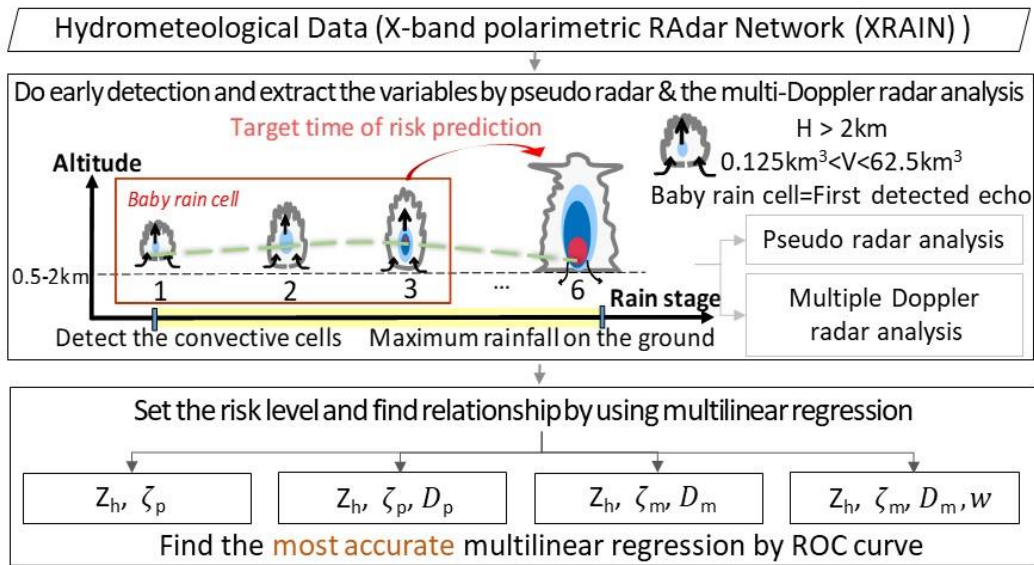 Hydrometeological Data (X-band polarimetric RAdar Network (XRAIN) )
Do early detection and extract the variables by pseudo radar & the multi-Doppler radar analysis
Target time of risk prediction
H > 2km
0.125km³<V<62.5km³
Baby rain cell=First detected echo
Altitude
Baby rain cell
Pseudo radar analysis
0.5-2km
1 2 3 ... 6
Rain stage
Multiple Doppler
radar analysis
Detect the convective cells
Maximum rainfall on the ground
Set the risk level and find relationship by using multilinear regression
Zₕ, ζₚ
Zₕ, ζₚ, Dₚ
Zₕ, ζₘ, Dₘ
Zₕ, ζₘ, Dₘ, w
Find the most accurate multilinear regression by ROC curve